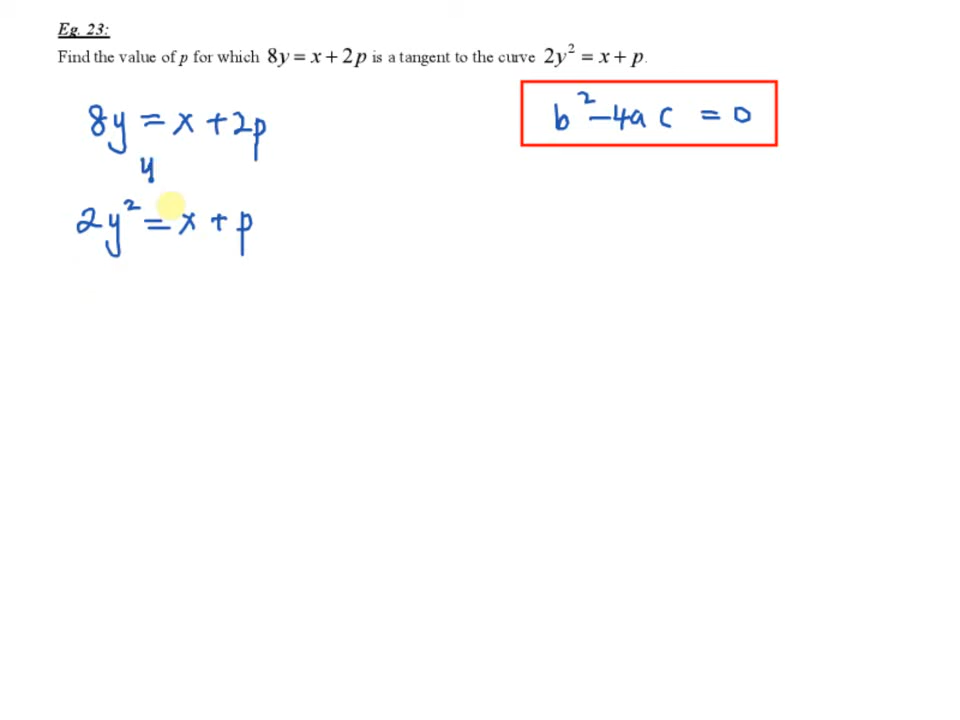 Eg. 23:
Find the value of p for which 8y = x + 2p is a tangent to the curve 2y² = x + p.
b² - 4ac = 0
8y = x + 2p
y
2y² = x + p